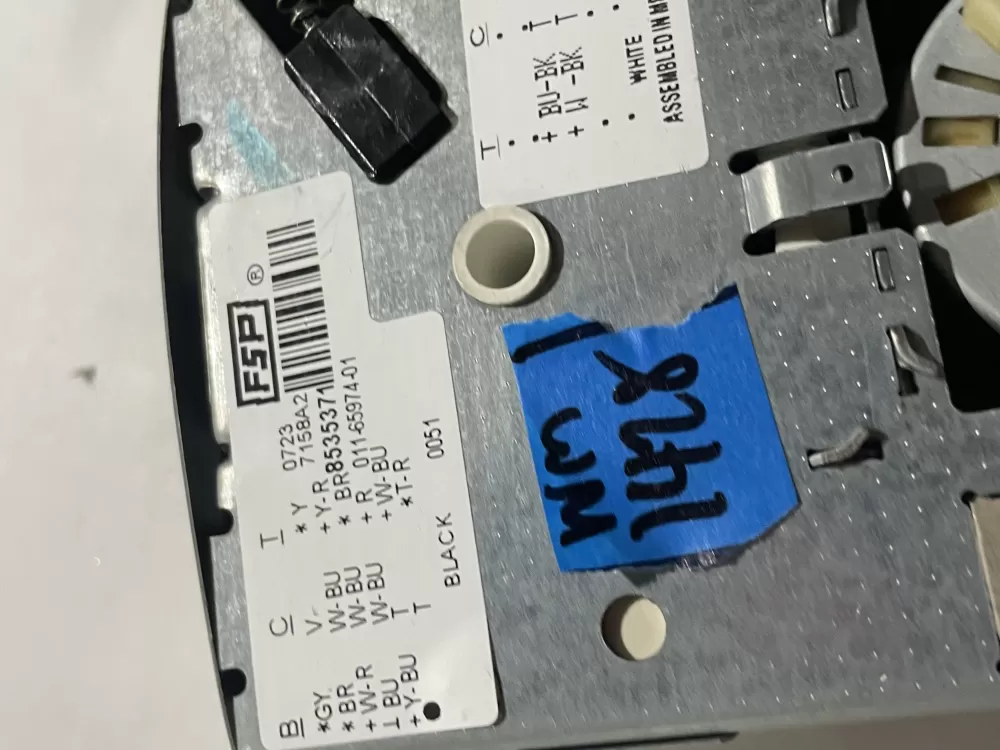 FSP ®
0723
7158A2
8535371
011-65974-01
B C T
*GY. V- * Y
* BR W-BU + Y-R
+ W-R W-BU * BR
⊥ BU W-BU + R
+ Y-BU T + W-BU
● T *T-R
BLACK 0051
T C
+ BU-BK T
+ W -BK T
WHITE
ASSEMBLED IN
WM 1
1428